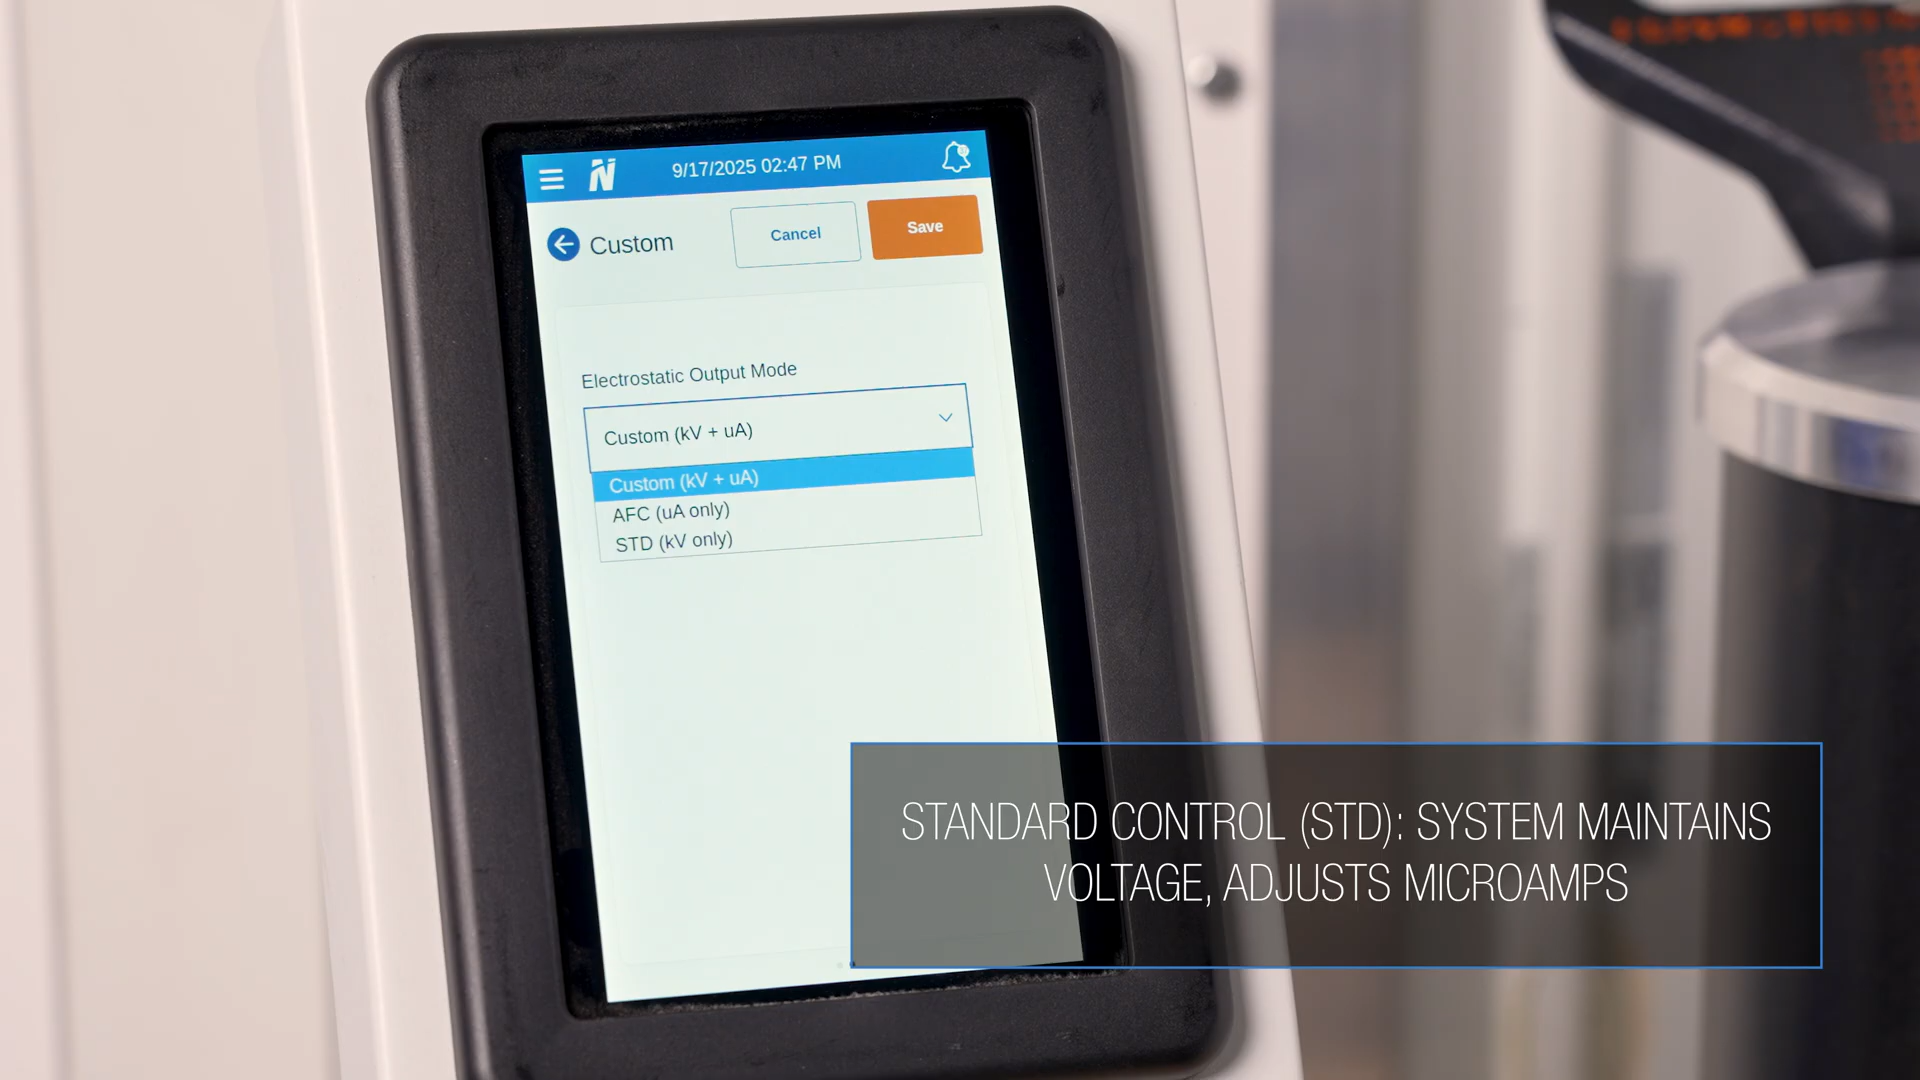 9/17/2025 02:47 PM
Custom
Cancel
Save
Electrostatic Output Mode
Custom (kV + uA)
Custom (kV + uA)
AFC (uA only)
STD (kV only)
STANDARD CONTROL (STD): SYSTEM MAINTAINS
VOLTAGE, ADJUSTS MICROAMPS